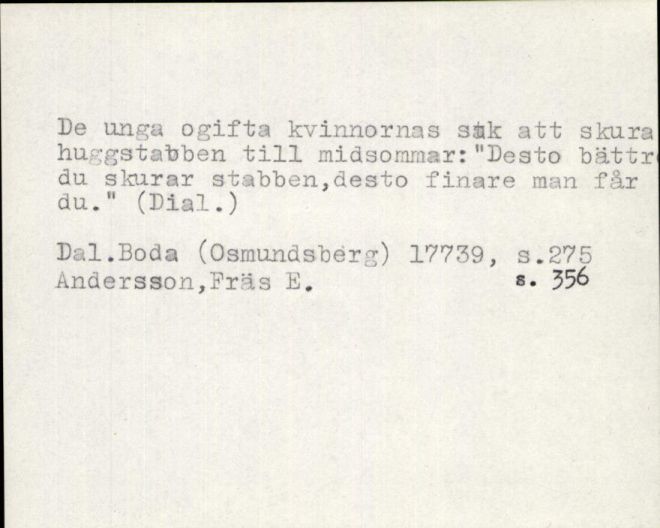 De unga ogifta kvinnornas sak att skura
huggstabben till midsommar:"Desto bättr
du skurar stabben,desto finare man får
du." (Dial.)
Dal.Boda (Osmundsberg) 17739, s.275
Andersson,Fräs E. s. 356